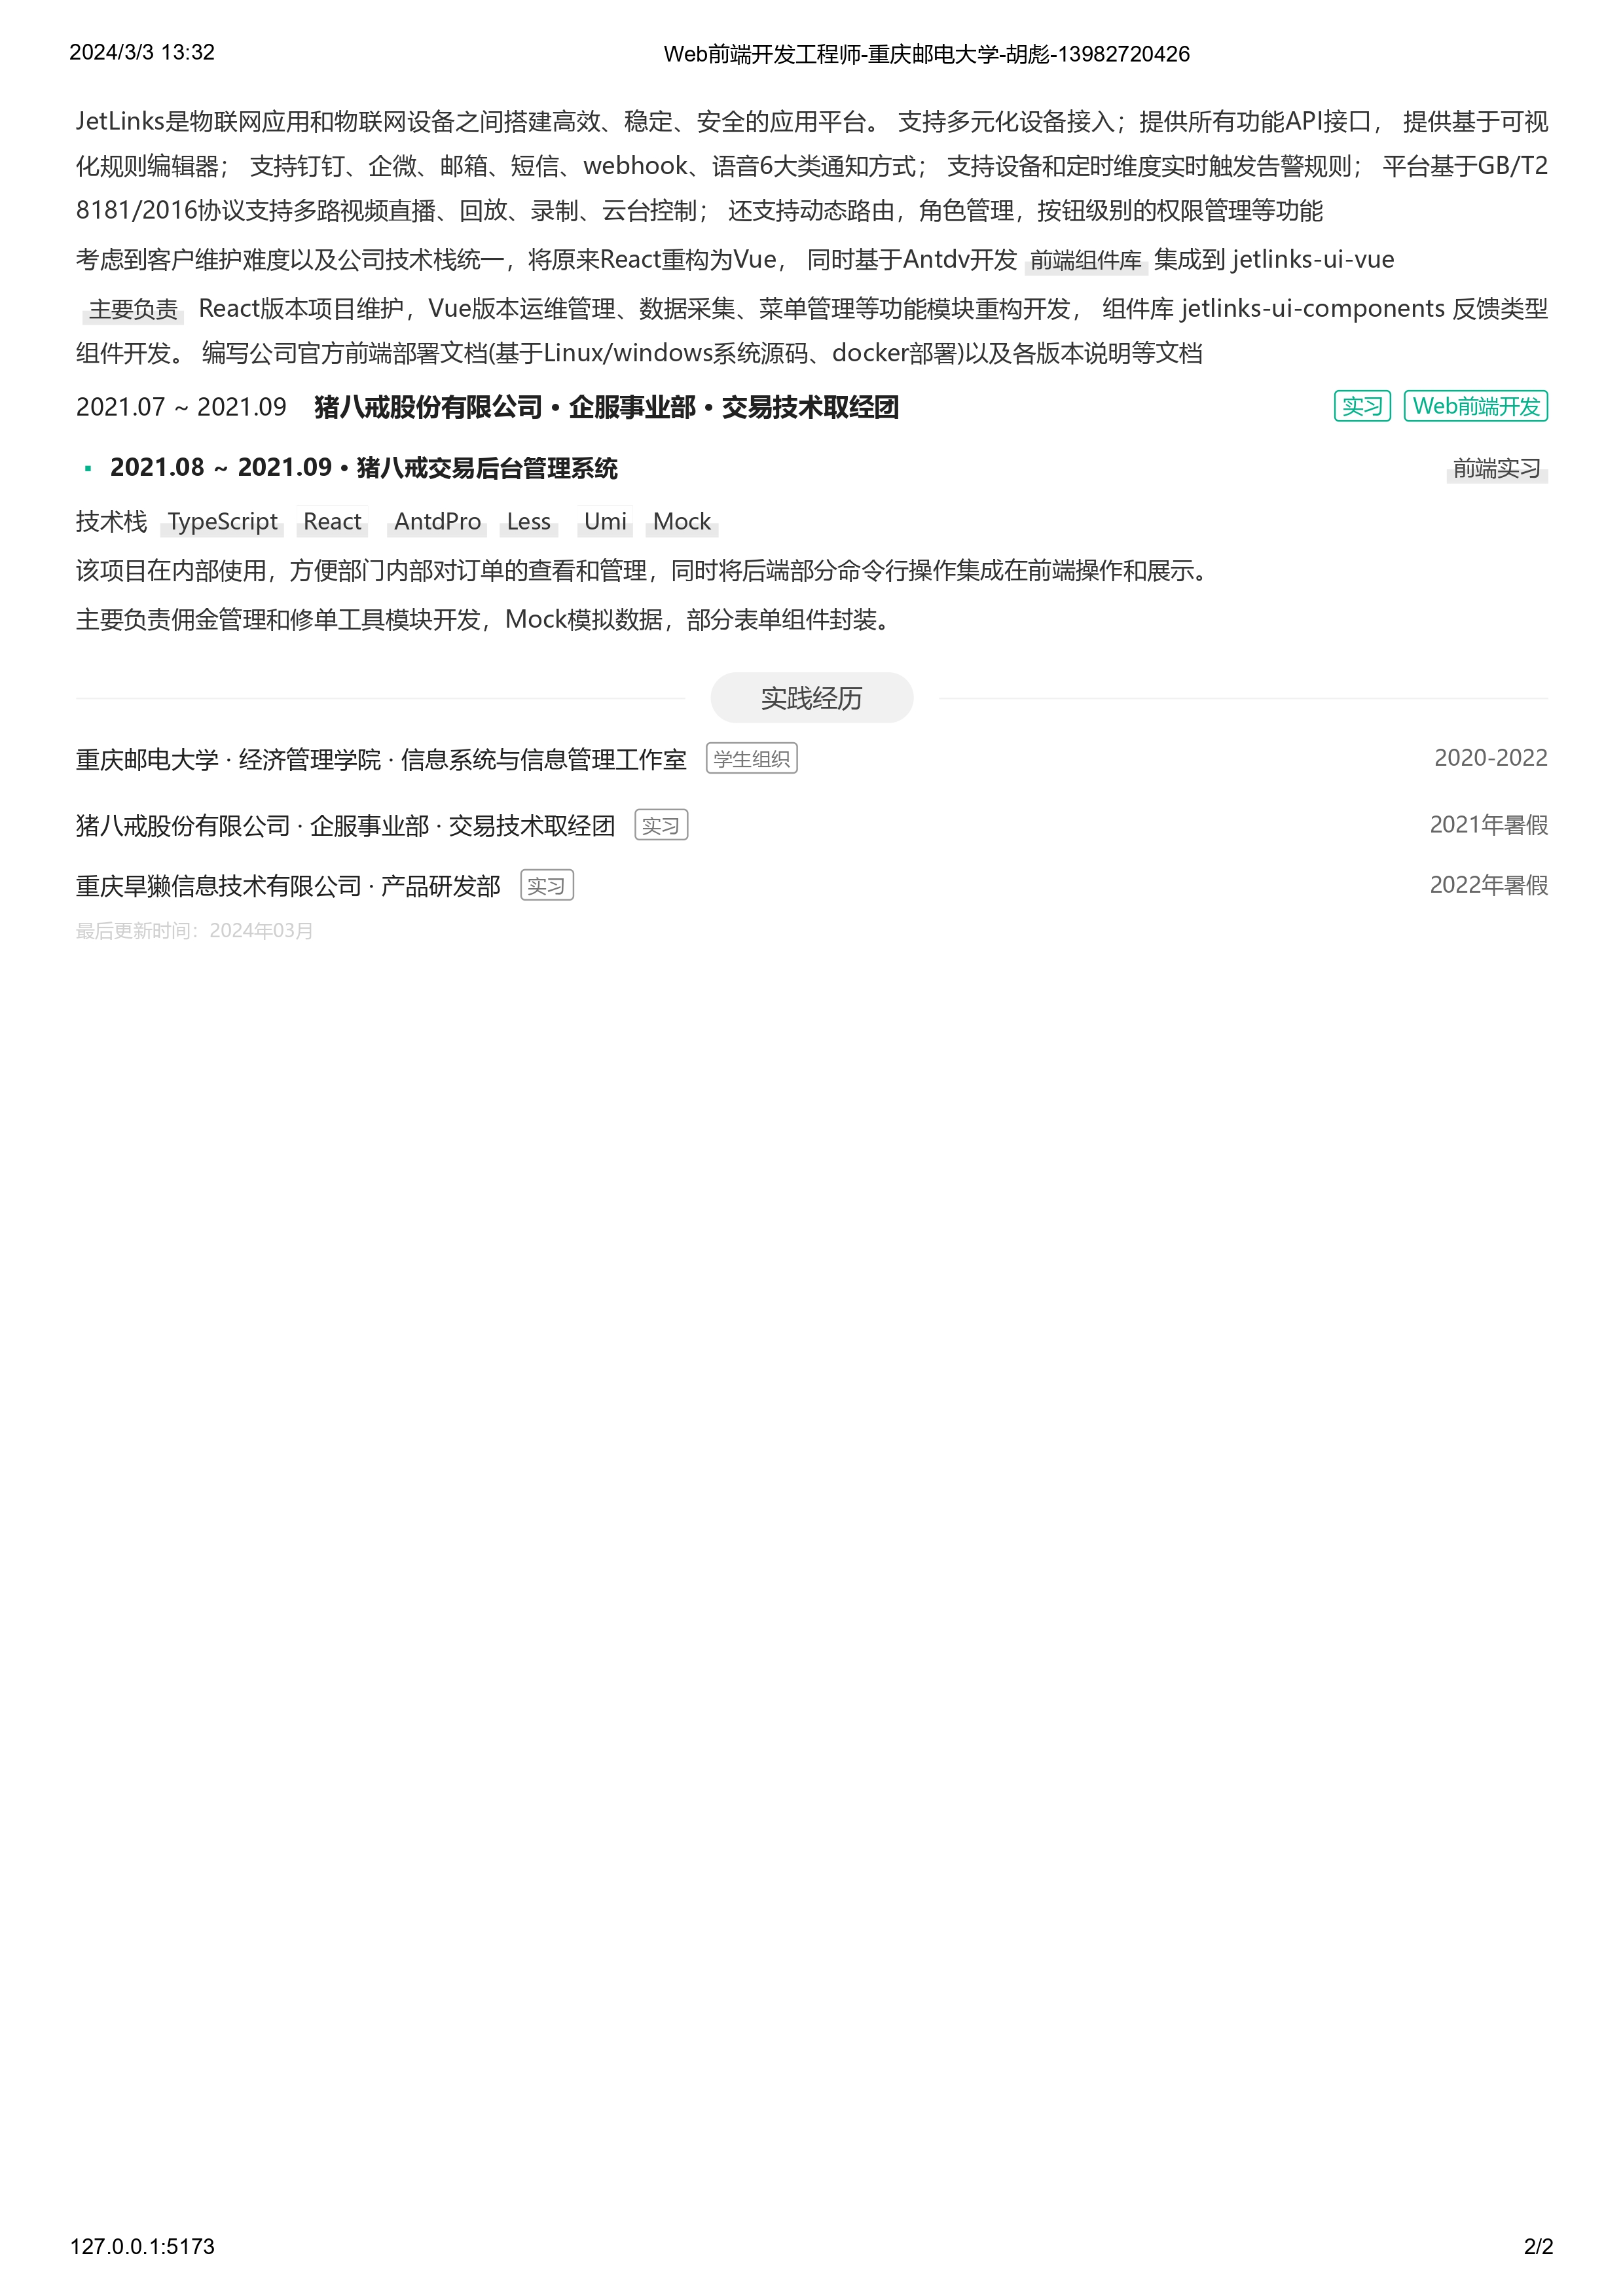 2024/3/3 13:32
Web前端开发工程师-重庆邮电大学-胡彪-13982720426
JetLinks是物联网应用和物联网设备之间搭建高效、稳定、安全的应用平台。 支持多元化设备接入；提供所有功能API接口， 提供基于可视
化规则编辑器； 支持钉钉、企微、邮箱、短信、webhook、语音6大类通知方式； 支持设备和定时维度实时触发告警规则； 平台基于GB/T2
8181/2016协议支持多路视频直播、回放、录制、云台控制； 还支持动态路由，角色管理，按钮级别的权限管理等功能
考虑到客户维护难度以及公司技术栈统一，将原来React重构为Vue， 同时基于Antdv开发 前端组件库 集成到 jetlinks-ui-vue
主要负责 React版本项目维护，Vue版本运维管理、数据采集、菜单管理等功能模块重构开发， 组件库 jetlinks-ui-components 反馈类型
组件开发。 编写公司官方前端部署文档(基于Linux/windows系统源码、docker部署)以及各版本说明等文档
2021.07 ~ 2021.09 猪八戒股份有限公司 • 企服事业部 • 交易技术取经团 实习 Web前端开发
▪ 2021.08 ~ 2021.09 • 猪八戒交易后台管理系统 前端实习
技术栈 TypeScript React AntdPro Less Umi Mock
该项目在内部使用，方便部门内部对订单的查看和管理，同时将后端部分命令行操作集成在前端操作和展示。
主要负责佣金管理和修单工具模块开发，Mock模拟数据，部分表单组件封装。
实践经历
重庆邮电大学 · 经济管理学院 · 信息系统与信息管理工作室 学生组织 2020-2022
猪八戒股份有限公司 · 企服事业部 · 交易技术取经团 实习 2021年暑假
重庆旱獭信息技术有限公司 · 产品研发部 实习 2022年暑假
最后更新时间：2024年03月
127.0.0.1:5173
2/2